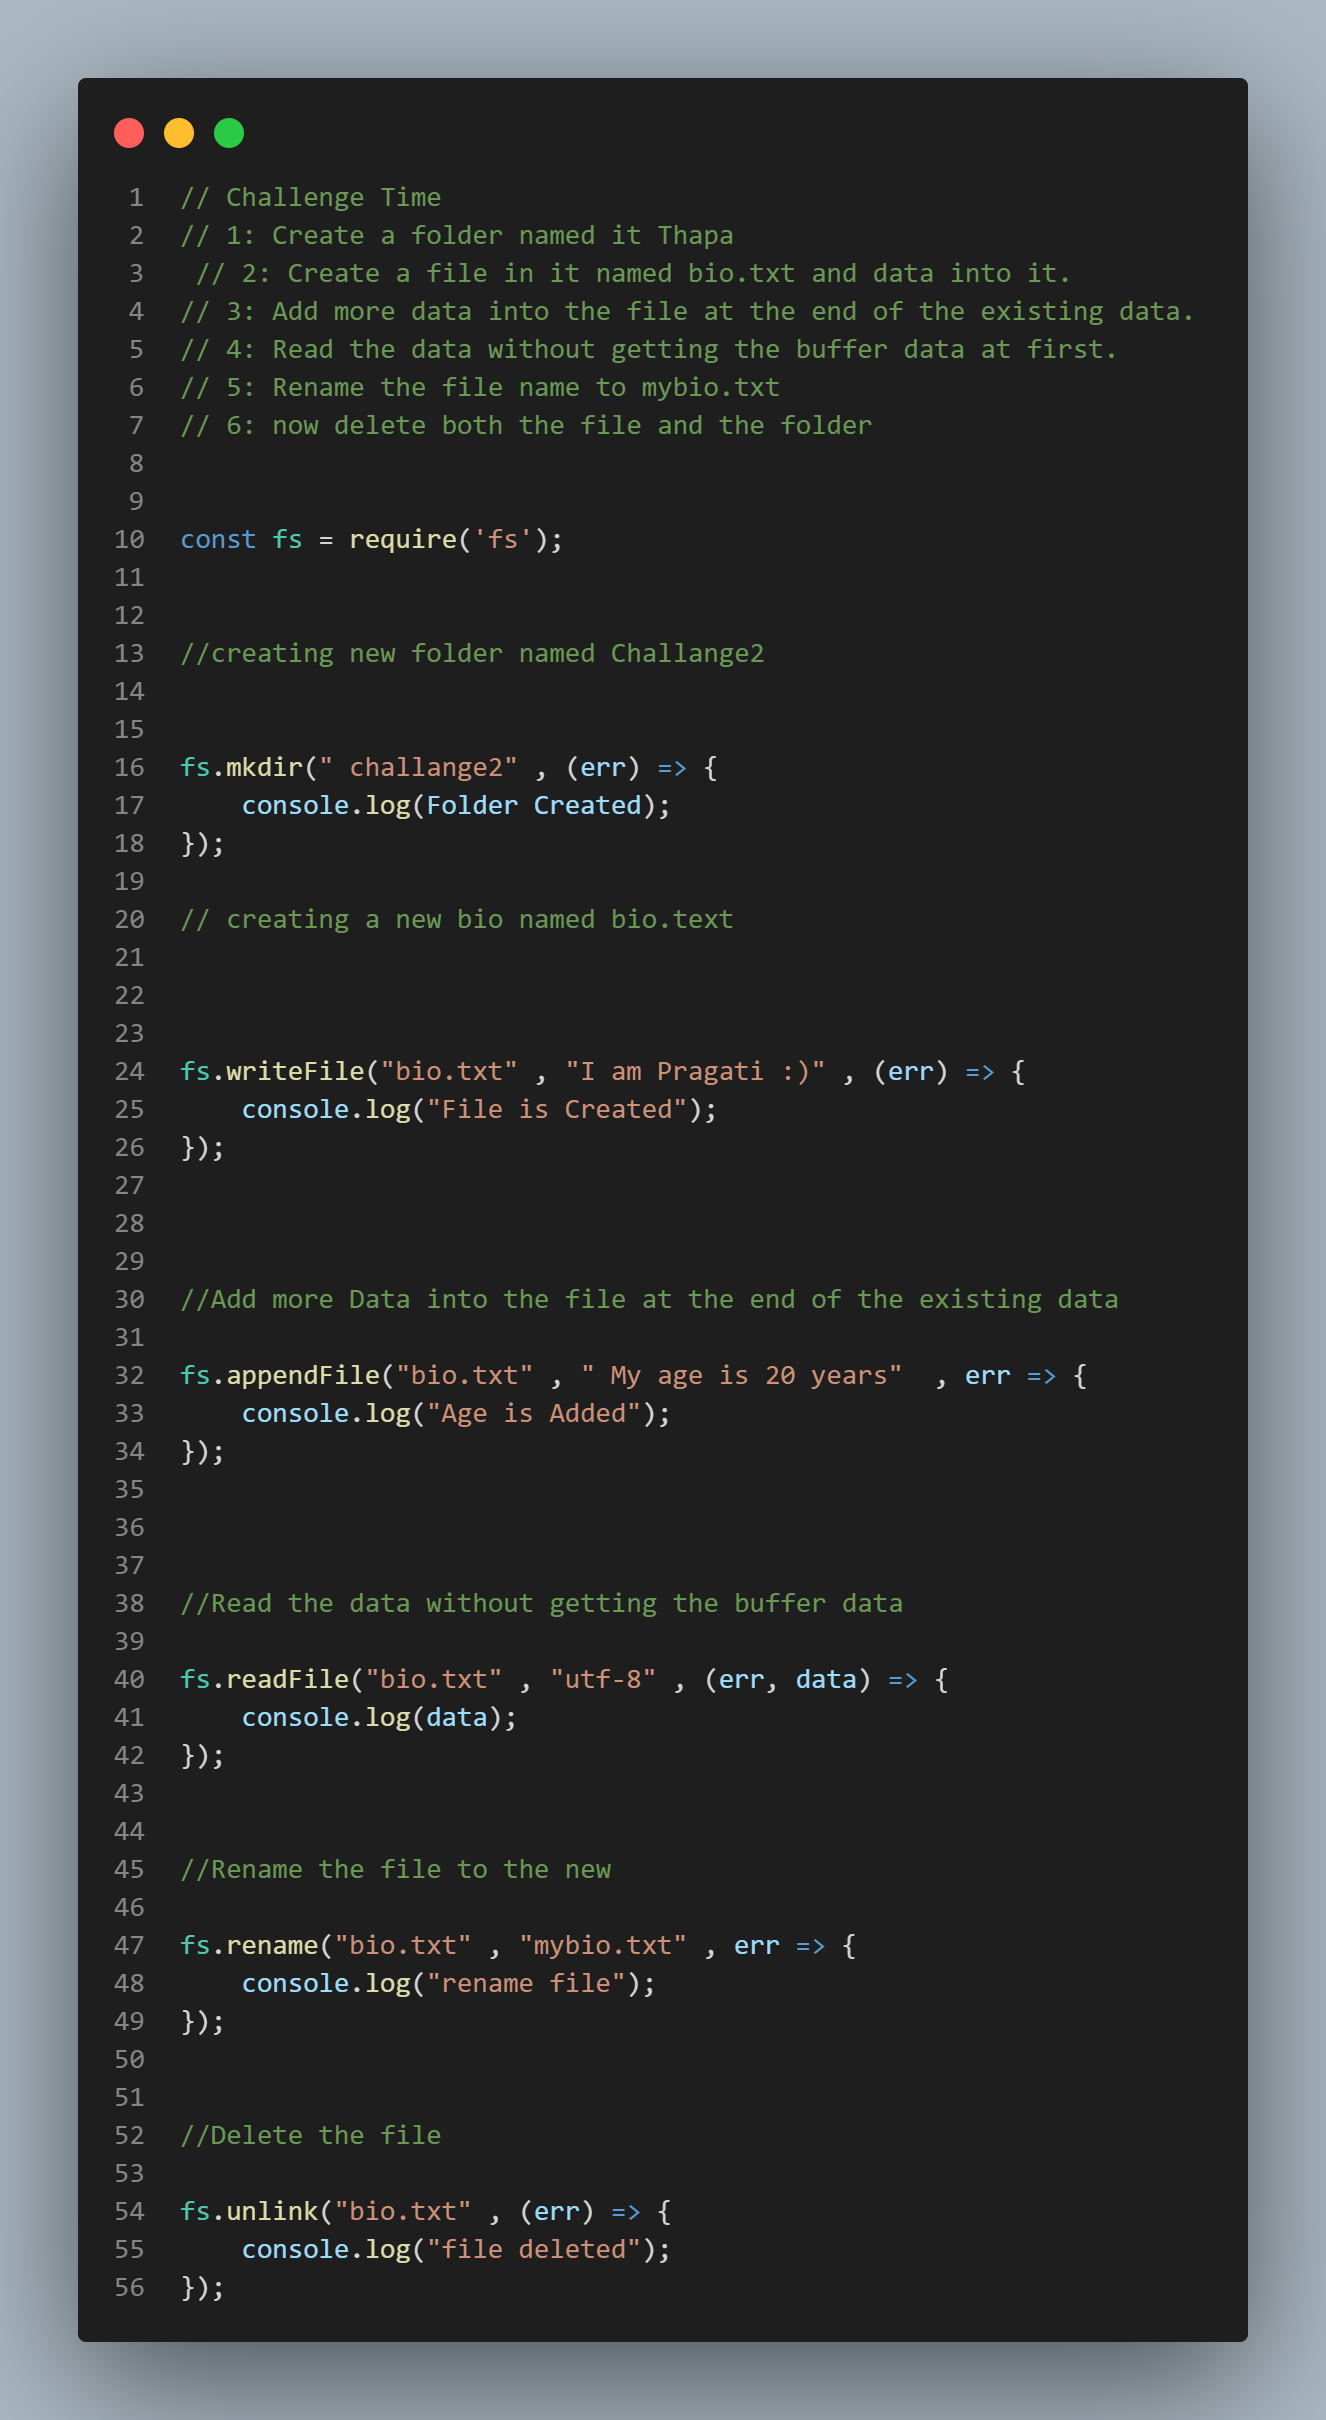 1 // Challenge Time
2 // 1: Create a folder named it Thapa
3  // 2: Create a file in it named bio.txt and data into it.
4 // 3: Add more data into the file at the end of the existing data.
5 // 4: Read the data without getting the buffer data at first.
6 // 5: Rename the file name to mybio.txt
7 // 6: now delete both the file and the folder
8
9
10 const fs = require('fs');
11
12
13 //creating new folder named Challange2
14
15
16 fs.mkdir(" challange2" , (err) => {
17     console.log(Folder Created);
18 });
19
20 // creating a new bio named bio.text
21
22
23
24 fs.writeFile("bio.txt" , "I am Pragati :)" , (err) => {
25     console.log("File is Created");
26 });
27
28
29
30 //Add more Data into the file at the end of the existing data
31
32 fs.appendFile("bio.txt" , " My age is 20 years"  , err => {
33     console.log("Age is Added");
34 });
35
36
37
38 //Read the data without getting the buffer data
39
40 fs.readFile("bio.txt" , "utf-8" , (err, data) => {
41     console.log(data);
42 });
43
44
45 //Rename the file to the new
46
47 fs.rename("bio.txt" , "mybio.txt" , err => {
48     console.log("rename file");
49 });
50
51
52 //Delete the file
53
54 fs.unlink("bio.txt" , (err) => {
55     console.log("file deleted");
56 });